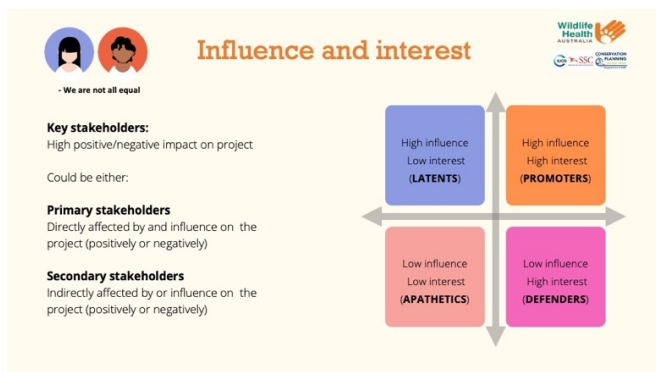 Influence and interest
Wildlife
Health
AUSTRALIA
IUCN
SSC
CONSERVATION
PLANNING
- We are not all equal
Key stakeholders:
High positive/negative impact on project
Could be either:
Primary stakeholders
Directly affected by and influence on the
project (positively or negatively)
Secondary stakeholders
Indirectly affected by or influence on the
project (positively or negatively)
High influence
Low interest
(LATENTS)
High influence
High interest
(PROMOTERS)
Low influence
Low interest
(APATHETICS)
Low influence
High interest
(DEFENDERS)